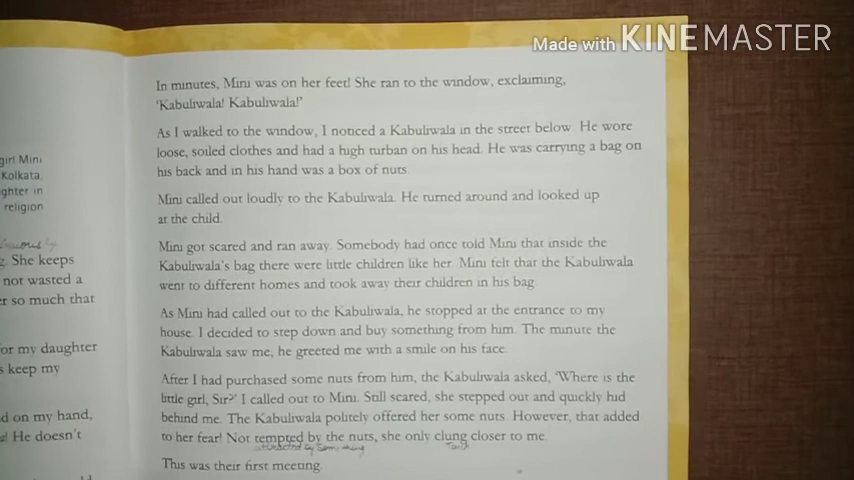 Made with KINEMASTER
girl Mini
Kolkata
ghter in
religion
g. She keeps
not wasted a
er so much that
or my daughter
s keep my
d on my hand,
a! He doesn't
In minutes, Mini was on her feet! She ran to the window, exclaiming,
'Kabuliwala! Kabuliwala!'
As I walked to the window, I noticed a Kabuliwala in the street below. He wore
loose, soiled clothes and had a high turban on his head. He was carrying a bag on
his back and in his hand was a box of nuts.
Mini called out loudly to the Kabuliwala. He turned around and looked up
at the child.
Mini got scared and ran away. Somebody had once told Mini that inside the
Kabuliwala's bag there were little children like her. Mini felt that the Kabuliwala
went to different homes and took away their children in his bag.
As Mini had called out to the Kabuliwala, he stopped at the entrance to my
house. I decided to step down and buy something from him. The minute the
Kabuliwala saw me, he greeted me with a smile on his face.
After I had purchased some nuts from him, the Kabuliwala asked, 'Where is the
little girl, Sir?' I called out to Mini. Still scared, she stepped out and quickly hid
behind me. The Kabuliwala politely offered her some nuts. However, that added
to her fear! Not tempted by the nuts, she only clung closer to me.
attracted by something
This was their first meeting.